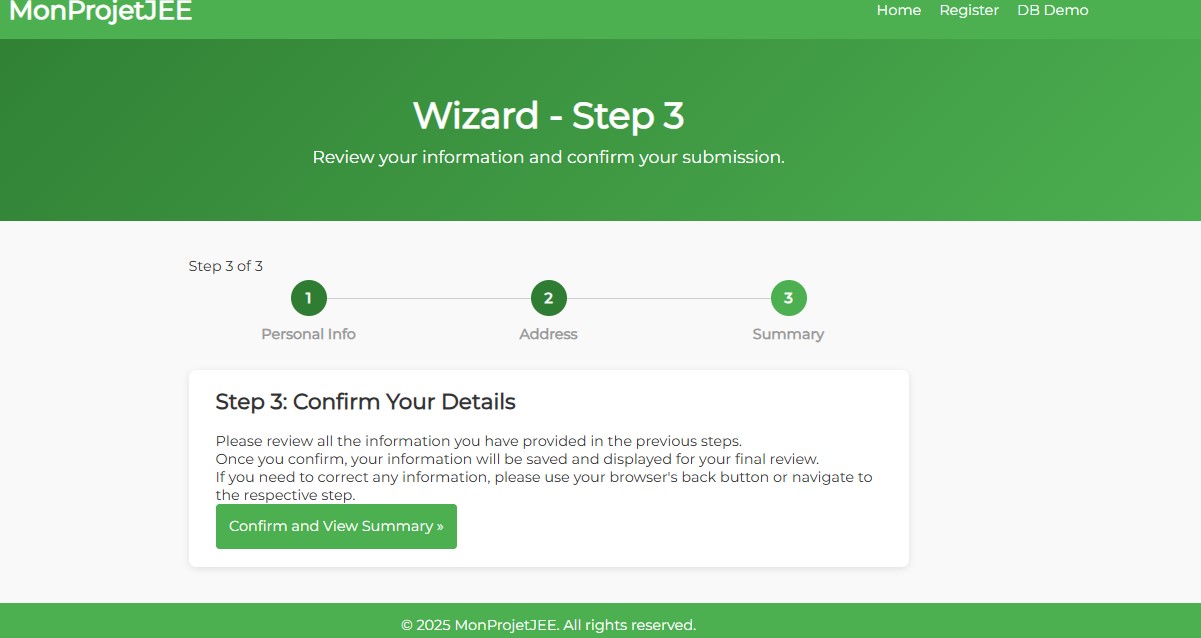 MonProjetJEE
Home Register DB Demo
Wizard - Step 3
Review your information and confirm your submission.
Step 3 of 3
1 2 3
Personal Info Address Summary
Step 3: Confirm Your Details
Please review all the information you have provided in the previous steps.
Once you confirm, your information will be saved and displayed for your final review.
If you need to correct any information, please use your browser's back button or navigate to
the respective step.
Confirm and View Summary »
© 2025 MonProjetJEE. All rights reserved.